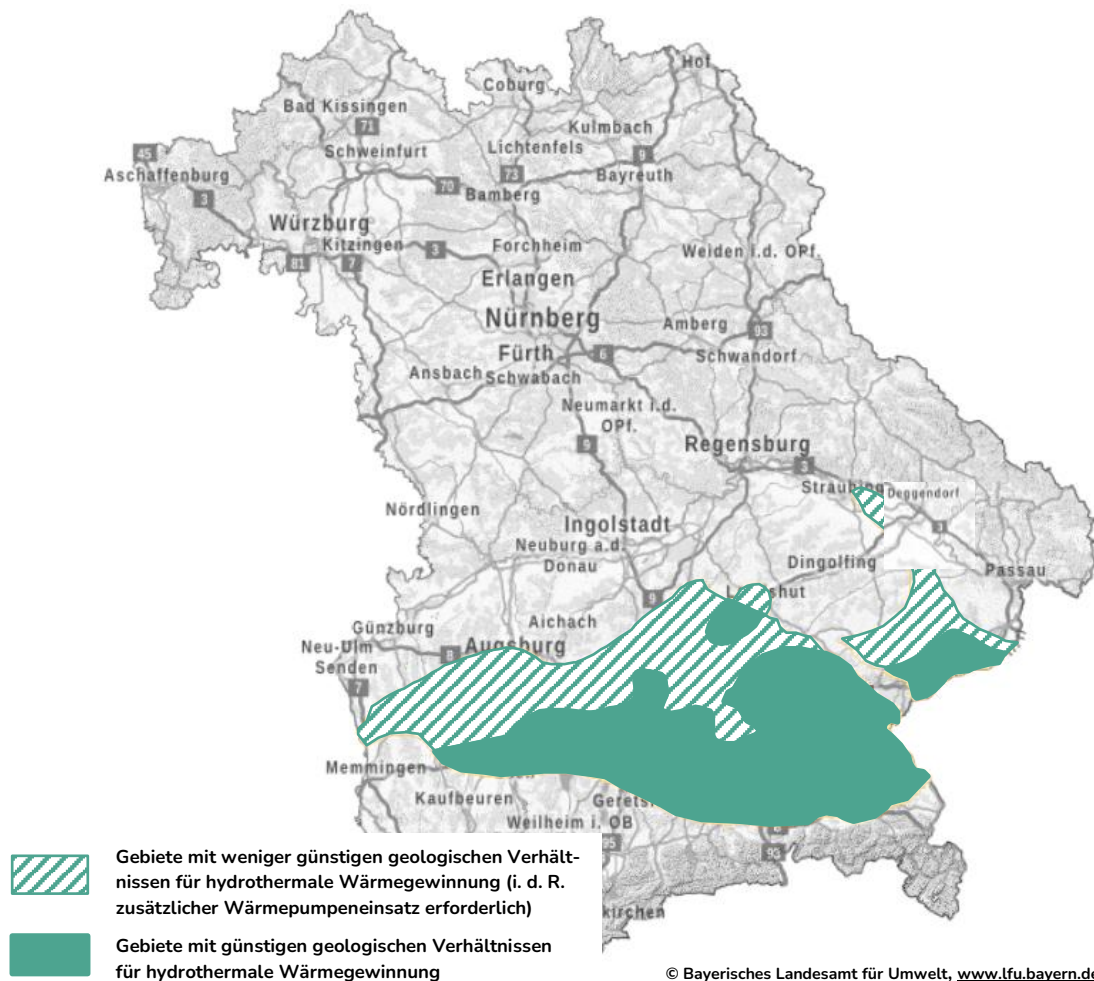 Hof
Coburg
Bad Kissingen
71
Kulmbach
Schweinfurt
Lichtenfels
9
45
Aschaffenburg
73
Bayreuth
3
70
Bamberg
Würzburg
Kitzingen
3
Forchheim
Weiden i.d. OPf.
81
7
Erlangen
Nürnberg
Amberg
93
Fürth
6
Schwandorf
Ansbach
Schwabach
Neumarkt i.d.
OPf.
9
Regensburg
3
Straubing
Deggendorf
Nördlingen
Ingolstadt
3
Neuburg a.d.
Donau
Dingolfing
Passau
9
Aichach
Günzburg
Neu-Ulm
8
Augsburg
Senden
7
Memmingen
Kaufbeuren
Weilheim i. OB
8
95
93
Gebiete mit weniger günstigen geologischen Verhält-
nissen für hydrothermale Wärmegewinnung (i. d. R.
zusätzlicher Wärmepumpeneinsatz erforderlich)
Gebiete mit günstigen geologischen Verhältnissen
für hydrothermale Wärmegewinnung
© Bayerisches Landesamt für Umwelt, www.lfu.bayern.de